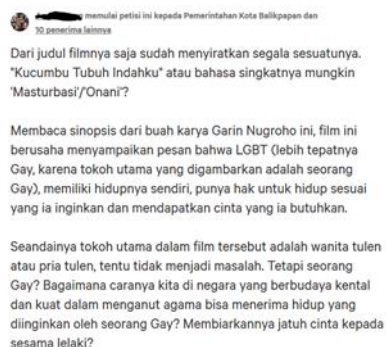 memulai petisi ini kepada Pemerintahan Kota Balikpapan dan
10 penerima lainnya
Dari judul filmnya saja sudah menyiratkan segala sesuatunya.
"Kucumbu Tubuh Indahku" atau bahasa singkatnya mungkin
'Masturbasi'/'Onani'?
Membaca sinopsis dari buah karya Garin Nugroho ini, film ini
berusaha menyampaikan pesan bahwa LGBT (lebih tepatnya
Gay, karena tokoh utama yang digambarkan adalah seorang
Gay), memiliki hidupnya sendiri, punya hak untuk hidup sesuai
yang ia inginkan dan mendapatkan cinta yang ia butuhkan.
Seandainya tokoh utama dalam film tersebut adalah wanita tulen
atau pria tulen, tentu tidak menjadi masalah. Tetapi seorang
Gay? Bagaimana caranya kita di negara yang berbudaya kental
dan kuat dalam menganut agama bisa menerima hidup yang
diinginkan oleh seorang Gay? Membiarkannya jatuh cinta kepada
sesama lelaki?